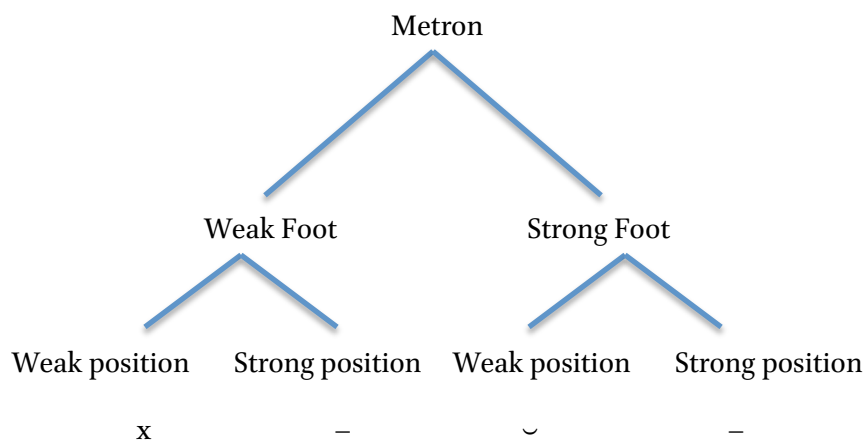 Metron
Weak Foot Strong Foot
Weak position Strong position Weak position Strong position
x – ⏑ –